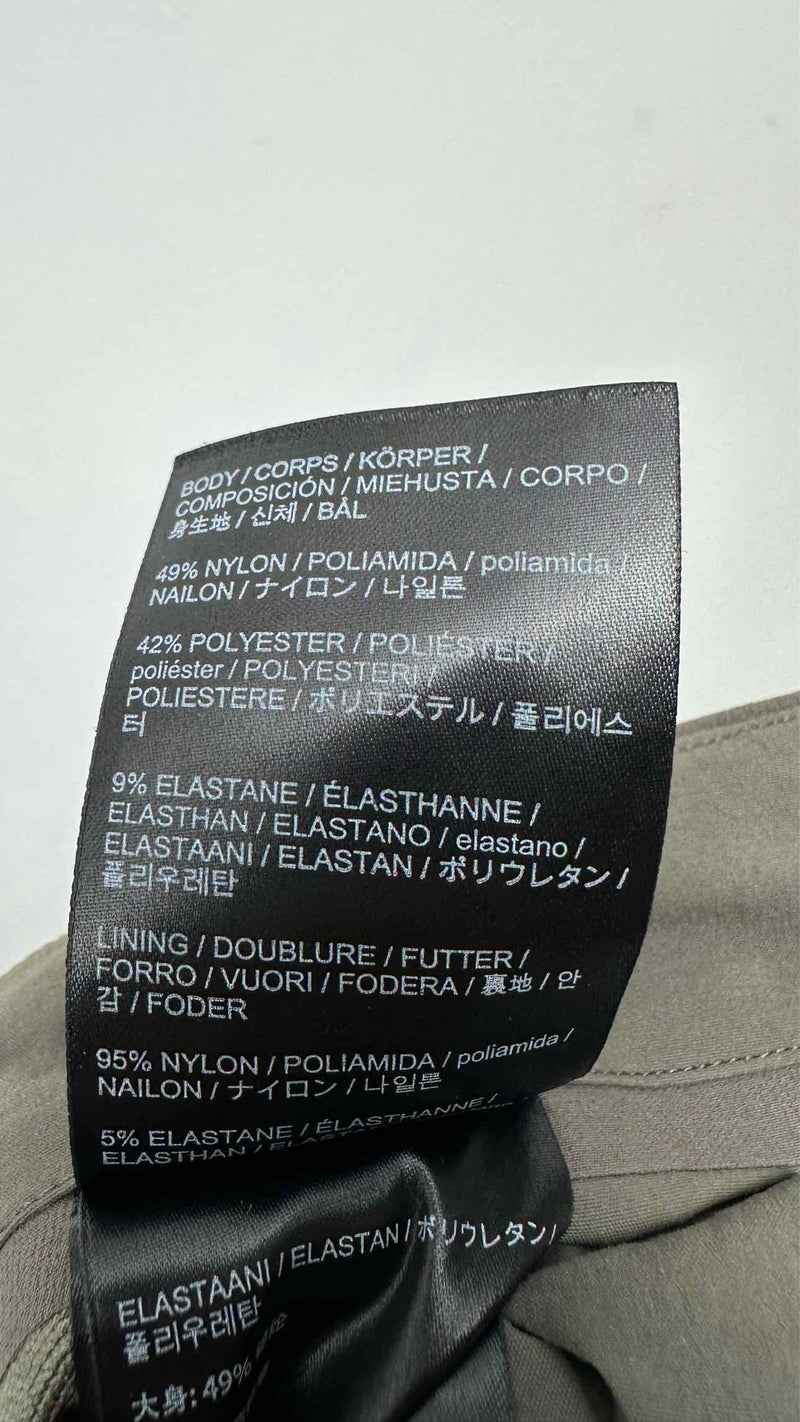 BODY / CORPS / KÖRPER /
COMPOSICIÓN / MIEHUSTA / CORPO /
身生地 / 신체 / BÅL
49% NYLON / POLIAMIDA / poliamida /
NAILON / ナイロン / 나일론
42% POLYESTER / POLIÉSTER /
poliéster / POLYESTERI /
POLIESTERE / ポリエステル / 폴리에스
터
9% ELASTANE / ÉLASTHANNE /
ELASTHAN / ELASTANO / elastano /
ELASTAANI / ELASTAN / ポリウレタン /
폴리우레탄
LINING / DOUBLURE / FUTTER /
FORRO / VUORI / FODERA / 裏地 / 안
감 / FODER
95% NYLON / POLIAMIDA / poliamida /
NAILON / ナイロン / 나일론
5% ELASTANE / ÉLASTHANNE /
ELASTHAN /
ELASTAANI / ELASTAN / ポリウレタン /
폴리우레탄
大身: 49%